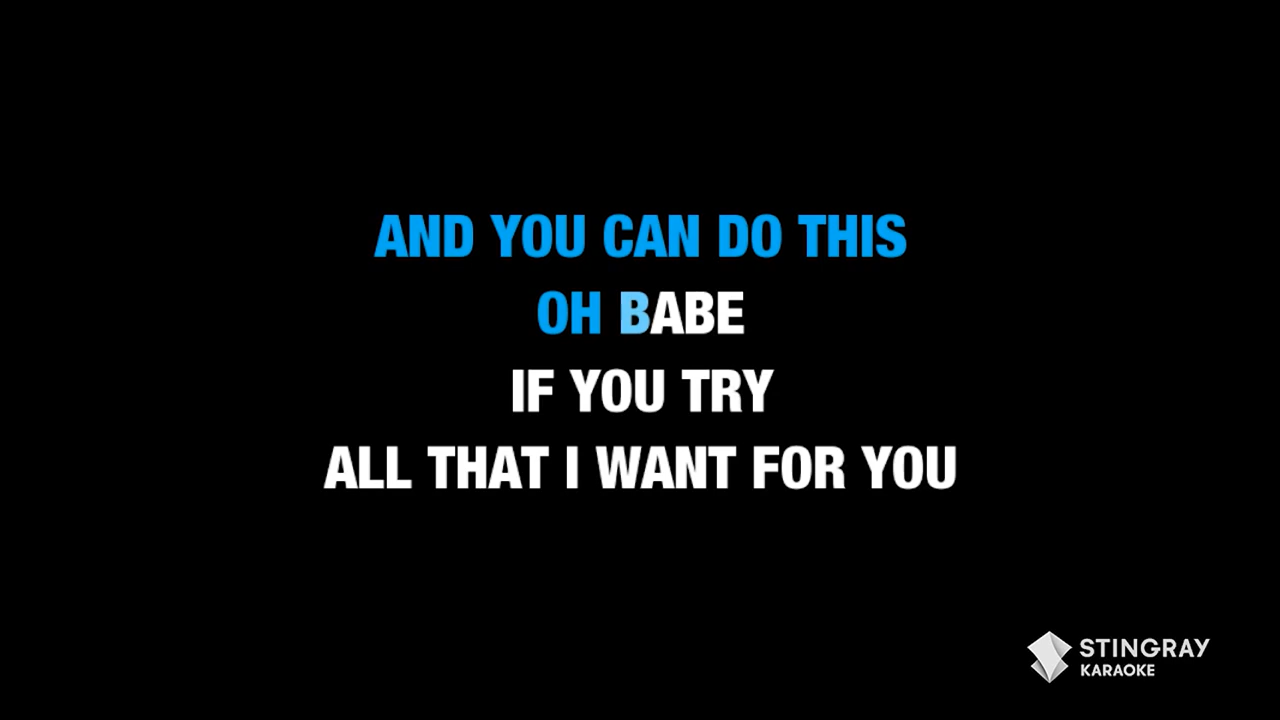 AND YOU CAN DO THIS
OH BABE
IF YOU TRY
ALL THAT I WANT FOR YOU
STINGRAY
KARAOKE